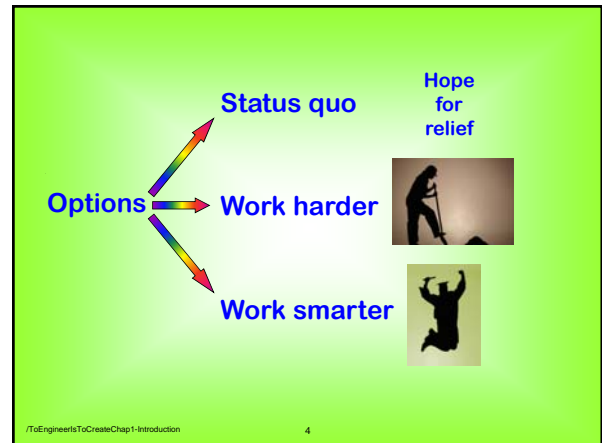 Status quo
Hope
for
relief
Options
Work harder
Work smarter
/ToEngineerIsToCreateChap1-Introduction
4